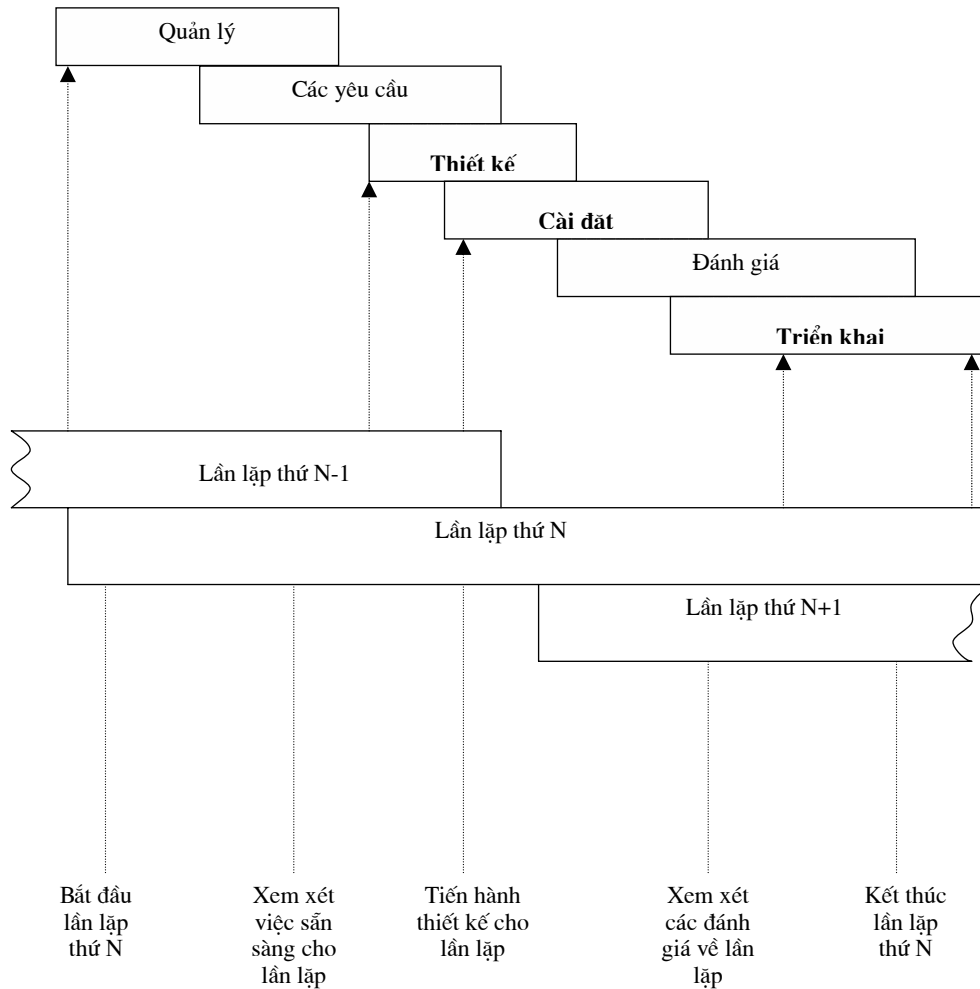 Quản lý
Các yêu cầu
Thiết kế
Cài đăt
Đánh giá
Triển khai
Lần lặp thứ N-1
Lần lặp thứ N
Lần lặp thứ N+1
Bắt đầu
lần lặp
thứ N
Xem xét
việc sẵn
sàng cho
lần lặp
Tiến hành
thiết kế cho
lần lặp
Xem xét
các đánh
giá về lần
lặp
Kết thúc
lần lặp
thứ N